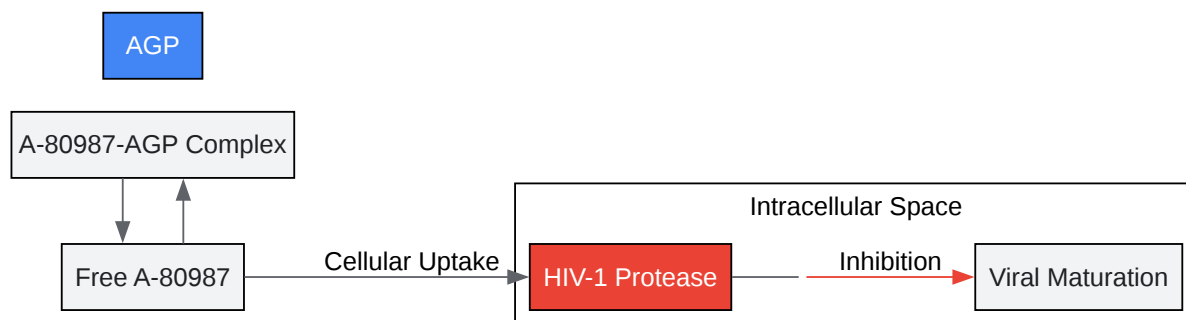 AGP
A-80987-AGP Complex
Intracellular Space
Free A-80987
Cellular Uptake
HIV-1 Protease
Inhibition
Viral Maturation